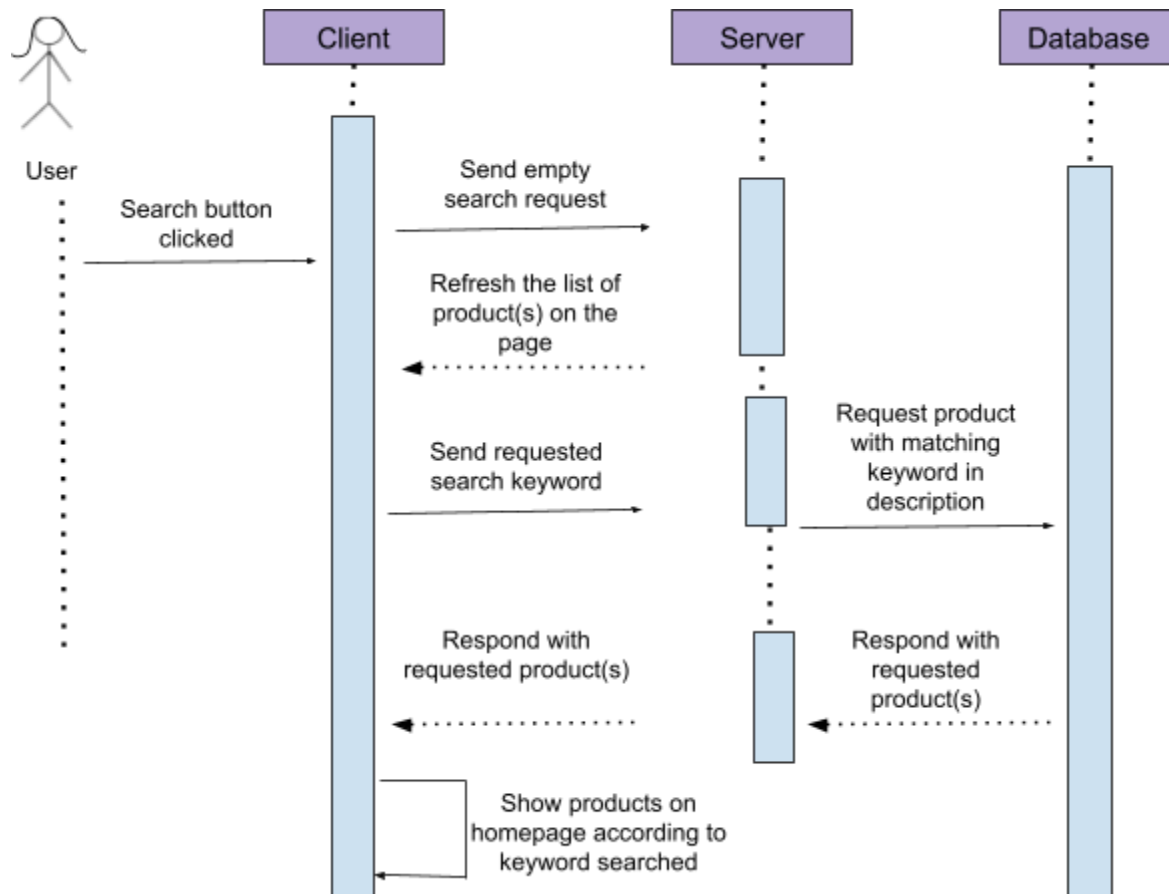 Client
Server
Database
User
Search button
clicked
Send empty
search request
Refresh the list of
product(s) on the
page
Send requested
search keyword
Request product
with matching
keyword in
description
Respond with
requested product(s)
Respond with
requested
product(s)
Show products on
homepage according to
keyword searched